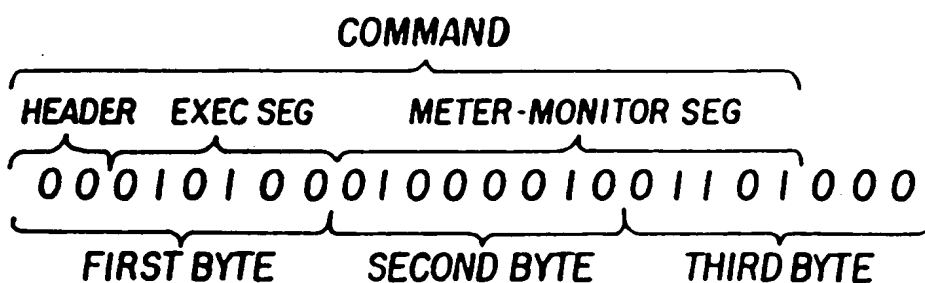 COMMAND
HEADER EXEC SEG METER-MONITOR SEG
0 0 0 1 0 1 0 0 0 1 0 0 0 0 1 0 0 1 1 0 1 0 0 0
FIRST BYTE SECOND BYTE THIRD BYTE